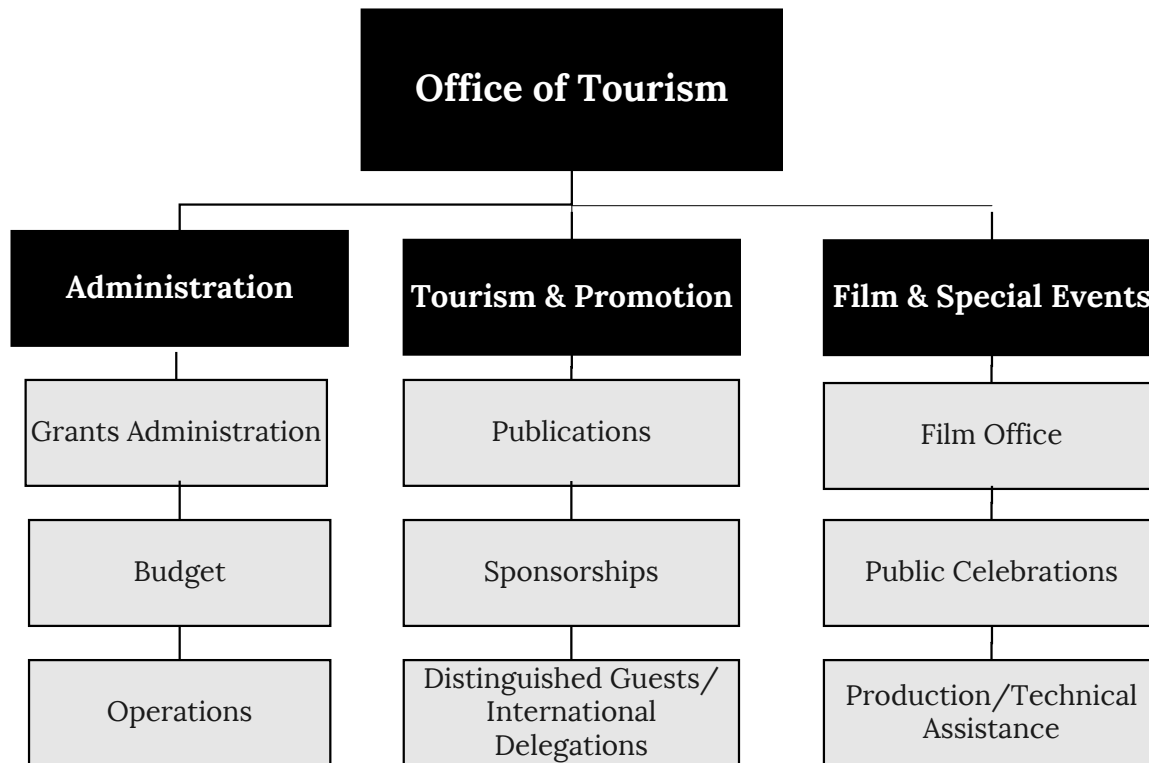 Office of Tourism
Administration
Tourism & Promotion
Film & Special Events
Grants Administration
Publications
Film Office
Budget
Sponsorships
Public Celebrations
Operations
Distinguished Guests/
International
Delegations
Production/Technical
Assistance